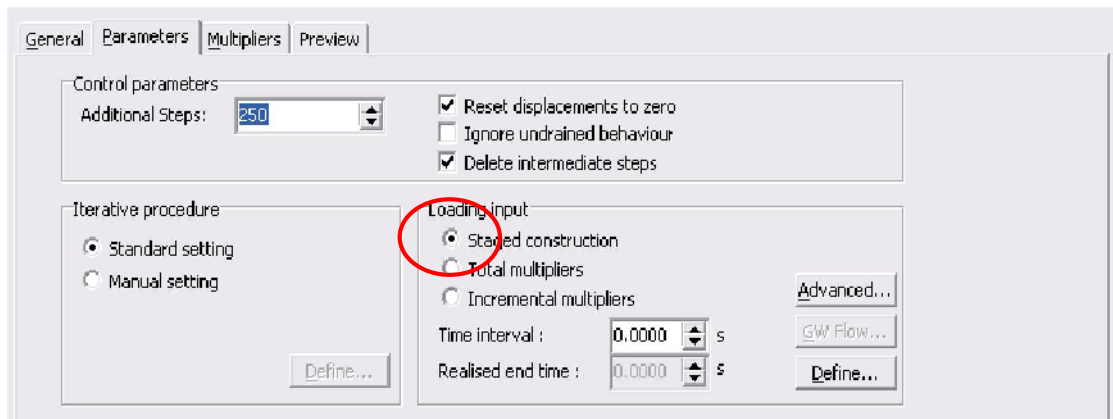 General Parameters Multipliers Preview
Control parameters
Additional Steps: 250
Reset displacements to zero
Ignore undrained behaviour
Delete intermediate steps
Iterative procedure
Standard setting
Manual setting
Define...
Loading input
Staged construction
Total multipliers
Incremental multipliers
Advanced...
Time interval : 0.0000 s
GW Flow...
Realised end time : 0.0000 s
Define...